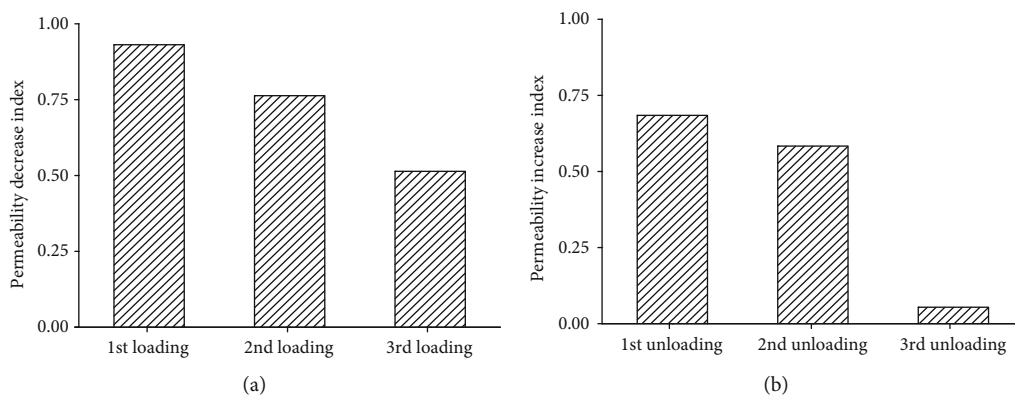 Permeability decrease index
1.00
0.75
0.50
0.25
0.00
1st loading 2nd loading 3rd loading
(a)
Permeability increase index
1.00
0.75
0.50
0.25
0.00
1st unloading 2nd unloading 3rd unloading
(b)